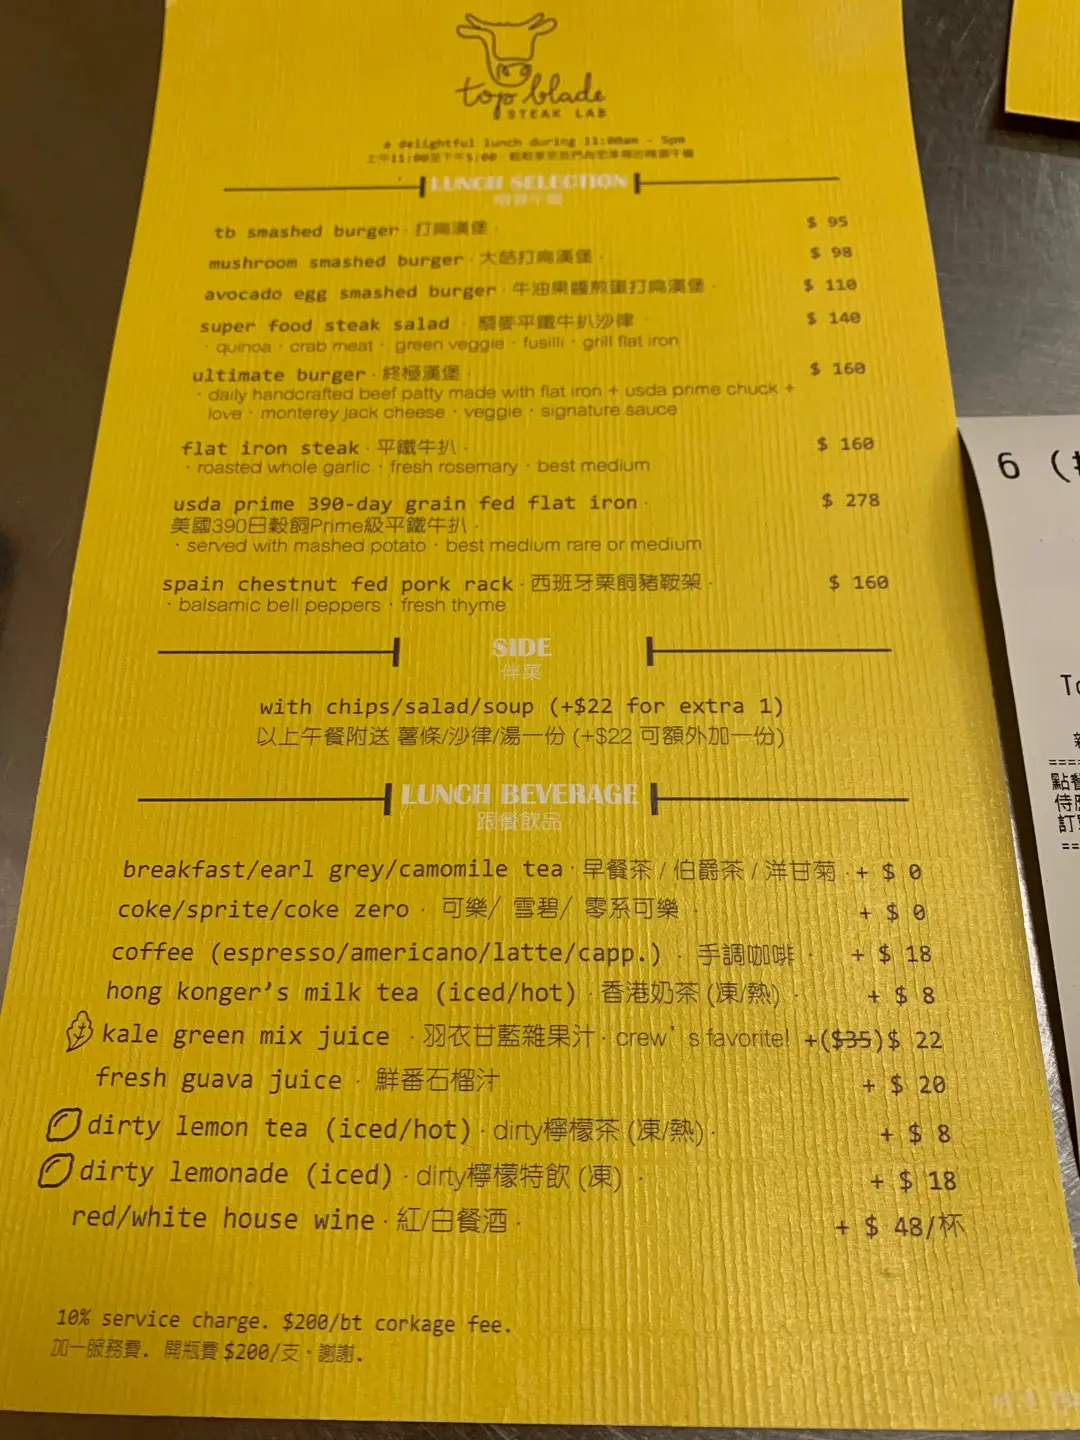 top blade
STEAK LAB
a delightful lunch during 11:00am - 5pm
上午11:00至下午5:00
LUNCH SELECTION
tb smashed burger · 打扁漢堡 · $ 95
mushroom smashed burger · 大啡菇打扁漢堡 · $ 98
avocado egg smashed burger · 牛油果醬煎蛋打扁漢堡 · $ 110
super food steak salad · 藜麥平鐵牛扒沙律 · $ 140
· quinoa · crab meat · green veggie · fusilli · grill flat iron
ultimate burger · 終極漢堡 · $ 160
· daily handcrafted beef patty made with flat iron + usda prime chuck +
love · monterey jack cheese · veggie · signature sauce
flat iron steak · 平鐵牛扒 · $ 160
· roasted whole garlic · fresh rosemary · best medium
usda prime 390-day grain fed flat iron · $ 278
美國390日穀飼Prime級平鐵牛扒 ·
· served with mashed potato · best medium rare or medium
spain chestnut fed pork rack · 西班牙栗飼豬鞍架 · $ 160
· balsamic bell peppers · fresh thyme
SIDE
伴菜
with chips/salad/soup (+$22 for extra 1)
以上午餐附送 薯條/沙律/湯一份 (+$22 可額外加一份)
LUNCH BEVERAGE
跟餐飲品
breakfast/earl grey/camomile tea · 早餐茶 / 伯爵茶 / 洋甘菊 · + $ 0
coke/sprite/coke zero · 可樂/ 雪碧/ 零系可樂 · + $ 0
coffee (espresso/americano/latte/capp.) · 手調咖啡 · + $ 18
hong konger's milk tea (iced/hot) · 香港奶茶 (凍/熱) · + $ 8
kale green mix juice · 羽衣甘藍雜果汁 · crew's favorite! +($35)$ 22
fresh guava juice · 鮮番石榴汁 + $ 20
dirty lemon tea (iced/hot) · dirty檸檬茶 (凍/熱) · + $ 8
dirty lemonade (iced) · dirty檸檬特飲 (凍) · + $ 18
red/white house wine · 紅/白餐酒 · + $ 48/杯
10% service charge. $200/bt corkage fee.
加一服務費. 開瓶費 $200/支 · 謝謝.
6 (